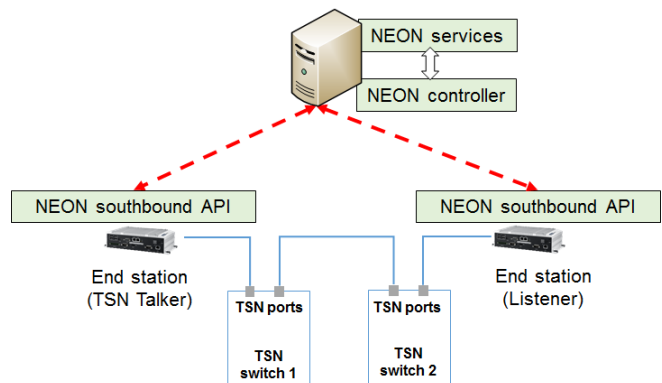 NEON services
NEON controller
NEON southbound API
NEON southbound API
End station
(TSN Talker)
End station
(Listener)
TSN ports
TSN ports
TSN
switch 1
TSN
switch 2